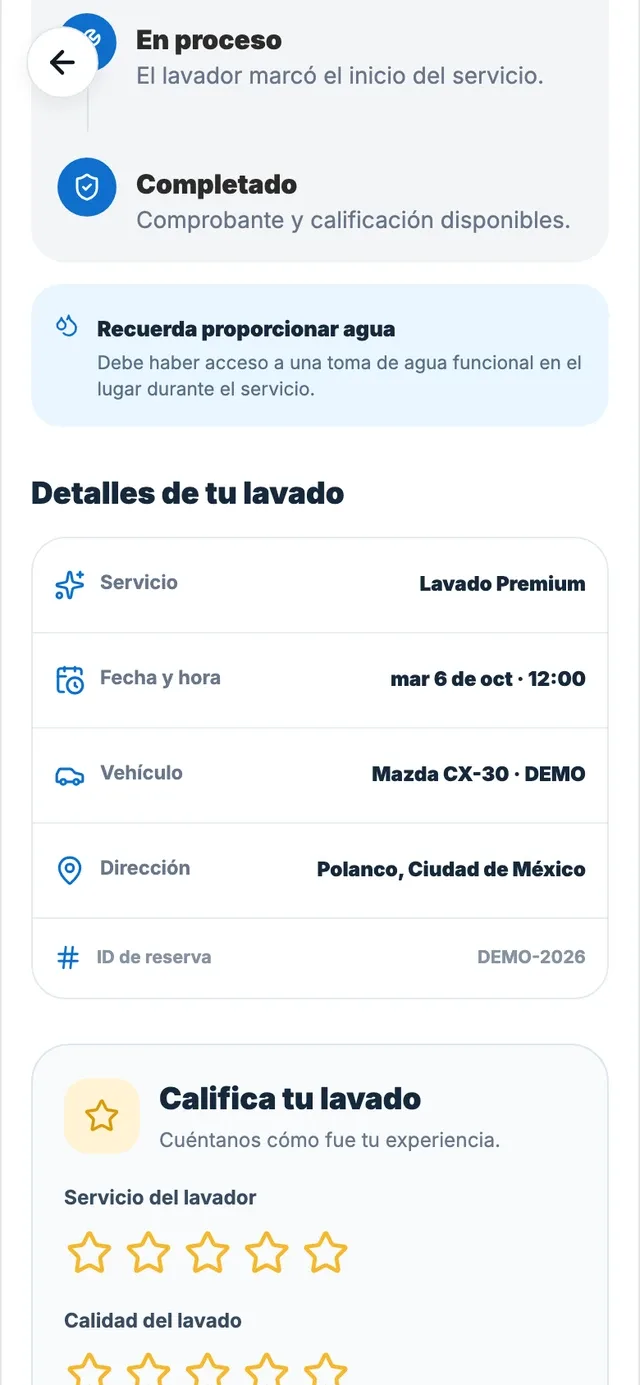 En proceso
El lavador marcó el inicio del servicio.
Completado
Comprobante y calificación disponibles.
Recuerda proporcionar agua
Debe haber acceso a una toma de agua funcional en el
lugar durante el servicio.
Detalles de tu lavado
Servicio
Lavado Premium
Fecha y hora
mar 6 de oct · 12:00
Vehículo
Mazda CX-30 · DEMO
Dirección
Polanco, Ciudad de México
ID de reserva
DEMO-2026
Califica tu lavado
Cuéntanos cómo fue tu experiencia.
Servicio del lavador
Calidad del lavado